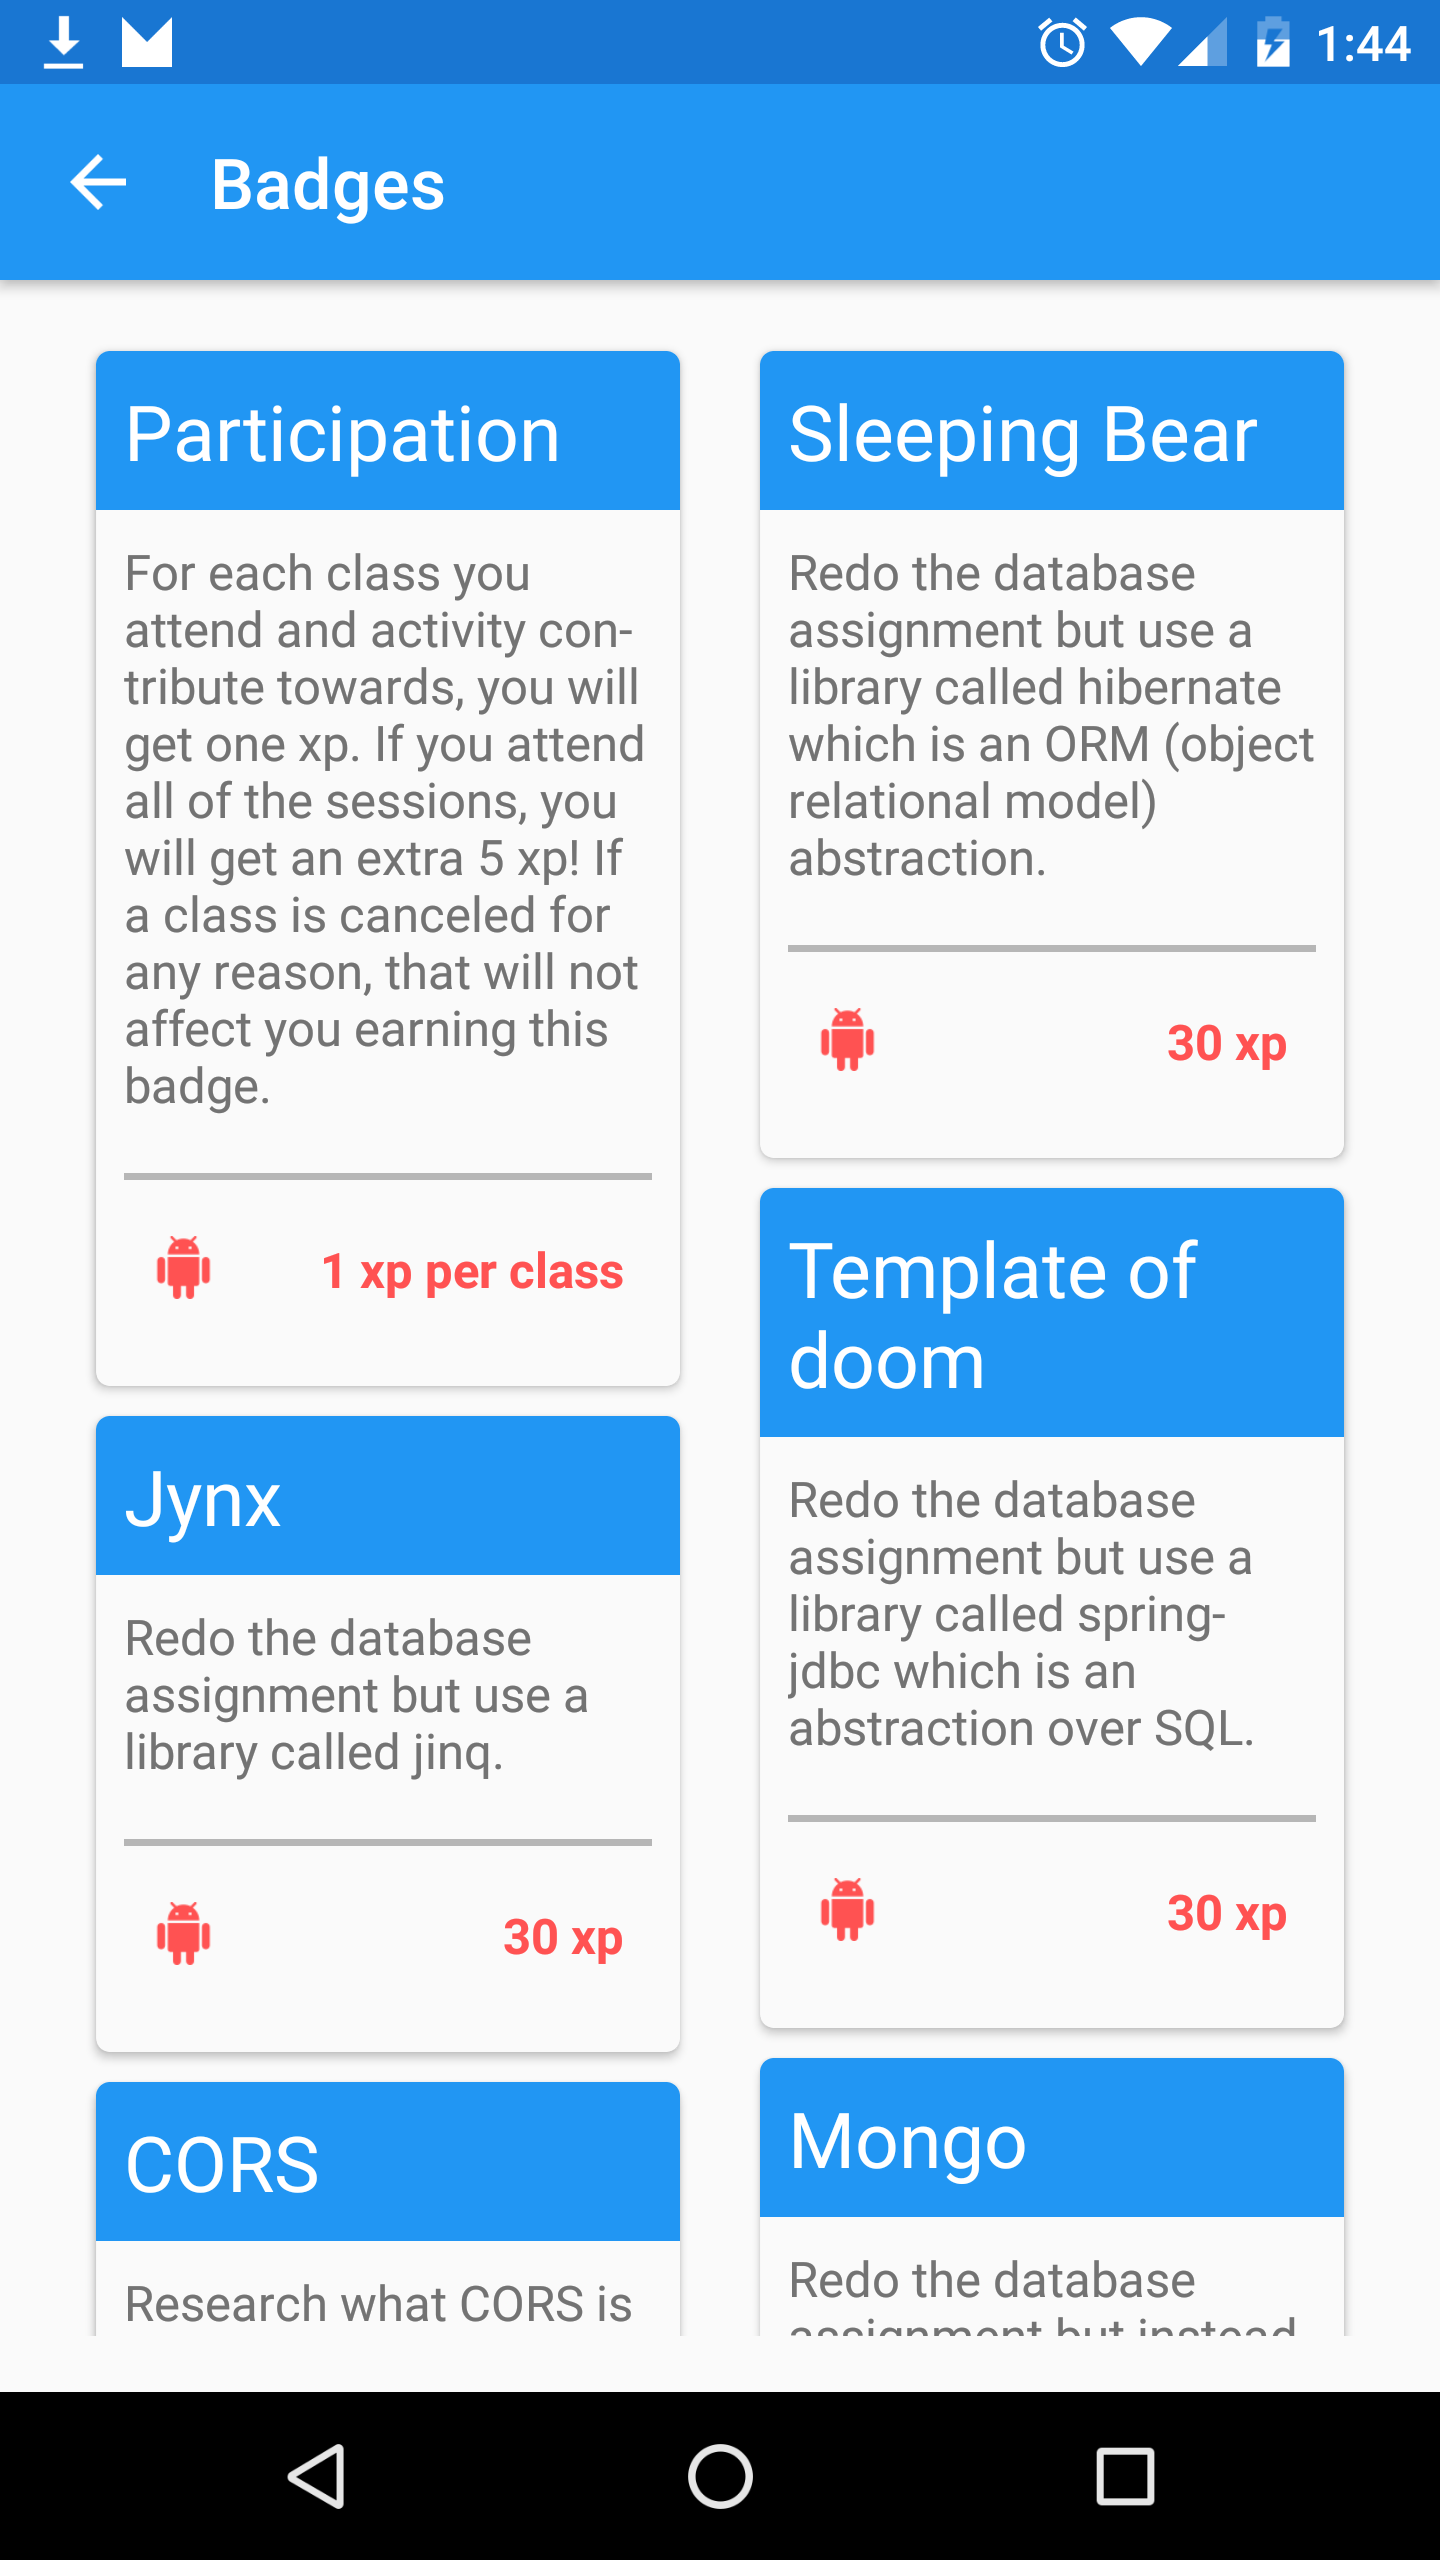 1:44
Badges
Participation
For each class you
attend and activity con-
tribute towards, you will
get one xp. If you attend
all of the sessions, you
will get an extra 5 xp! If
a class is canceled for
any reason, that will not
affect you earning this
badge.
1 xp per class
Sleeping Bear
Redo the database
assignment but use a
library called hibernate
which is an ORM (object
relational model)
abstraction.
30 xp
Jynx
Redo the database
assignment but use a
library called jinq.
30 xp
Template of
doom
Redo the database
assignment but use a
library called spring-
jdbc which is an
abstraction over SQL.
30 xp
CORS
Research what CORS is
Mongo
Redo the database
assignment but instead